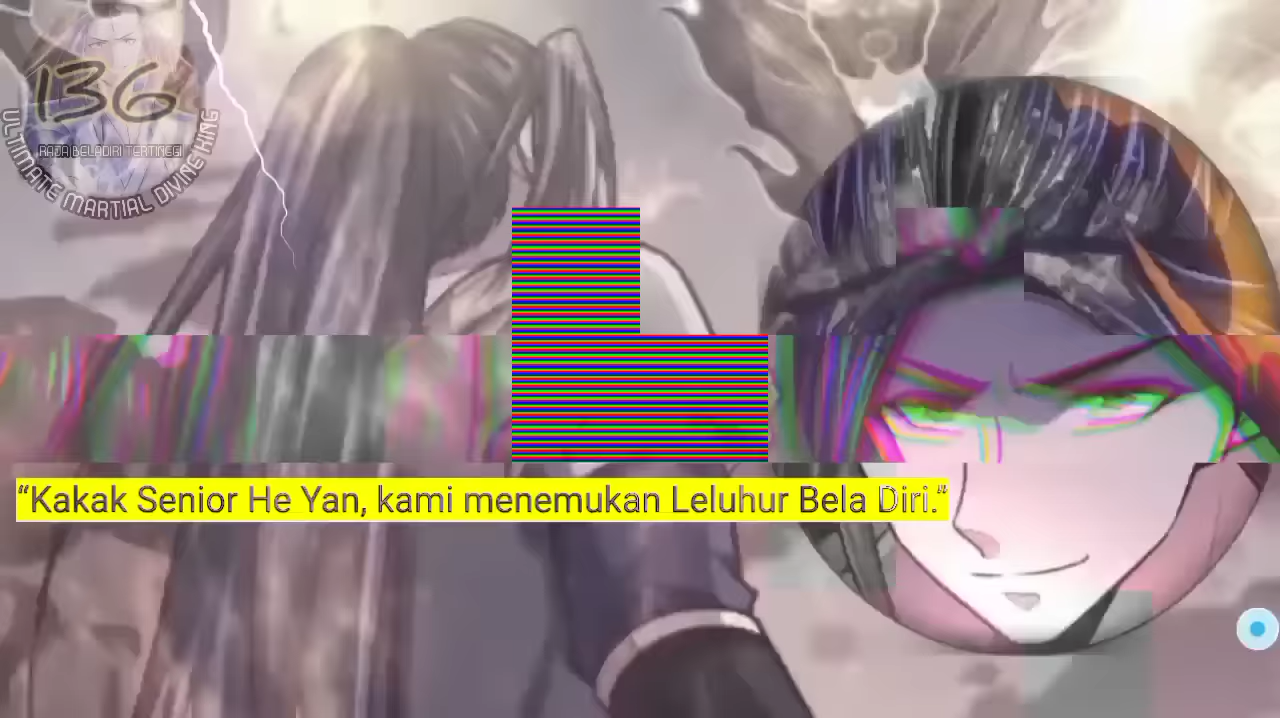 136
RAJA BELADIRI TERTINGGI
ULTIMATE MARTIAL DIVINE KING
“Kakak Senior He Yan, kami menemukan Leluhur Bela Diri.”